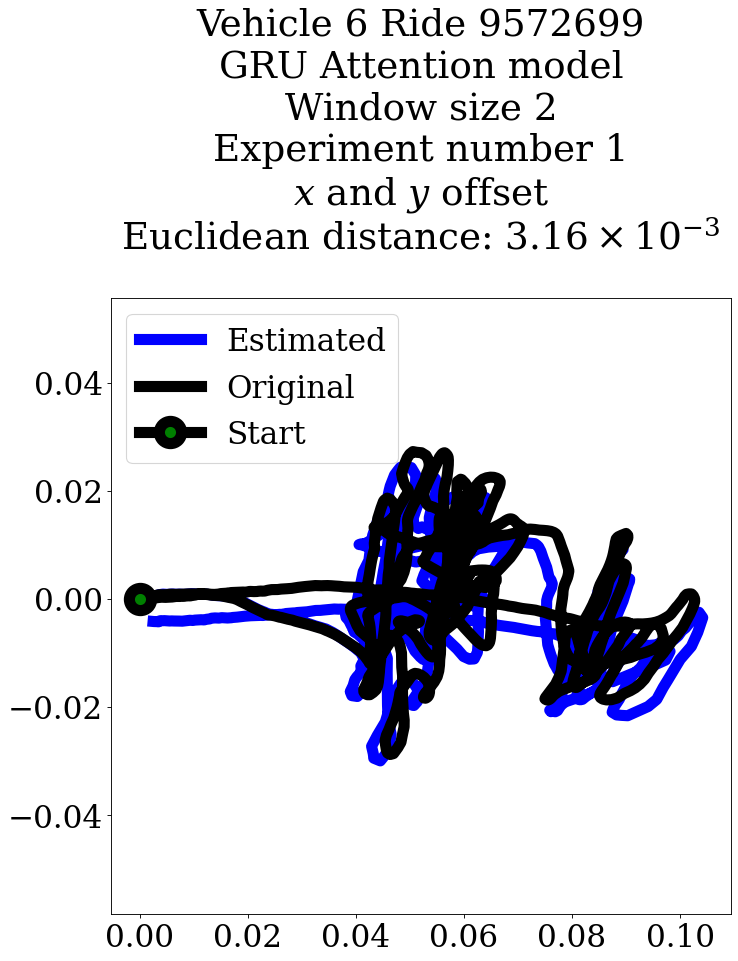 Vehicle 6 Ride 9572699
GRU Attention model
Window size 2
Experiment number 1
x and y offset
Euclidean distance: 3.16 × 10⁻³
Estimated
Original
Start
0.04
0.02
0.00
−0.02
−0.04
0.00 0.02 0.04 0.06 0.08 0.10